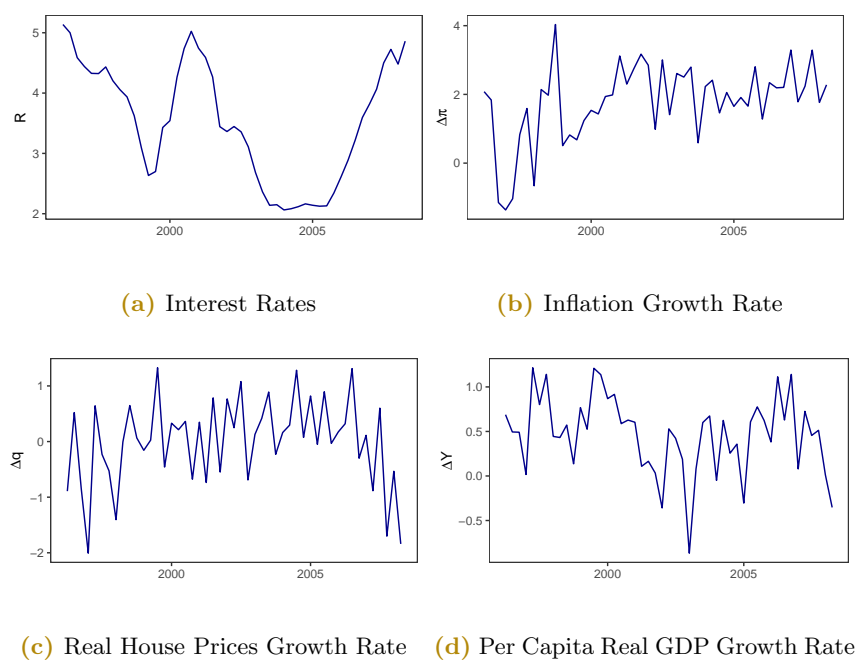 R
5
4
3
2
2000
2005
Δπ
4
2
0
2000
2005
(a) Interest Rates
(b) Inflation Growth Rate
Δq
1
0
−1
−2
2000
2005
ΔY
1.0
0.5
0.0
−0.5
2000
2005
(c) Real House Prices Growth Rate
(d) Per Capita Real GDP Growth Rate